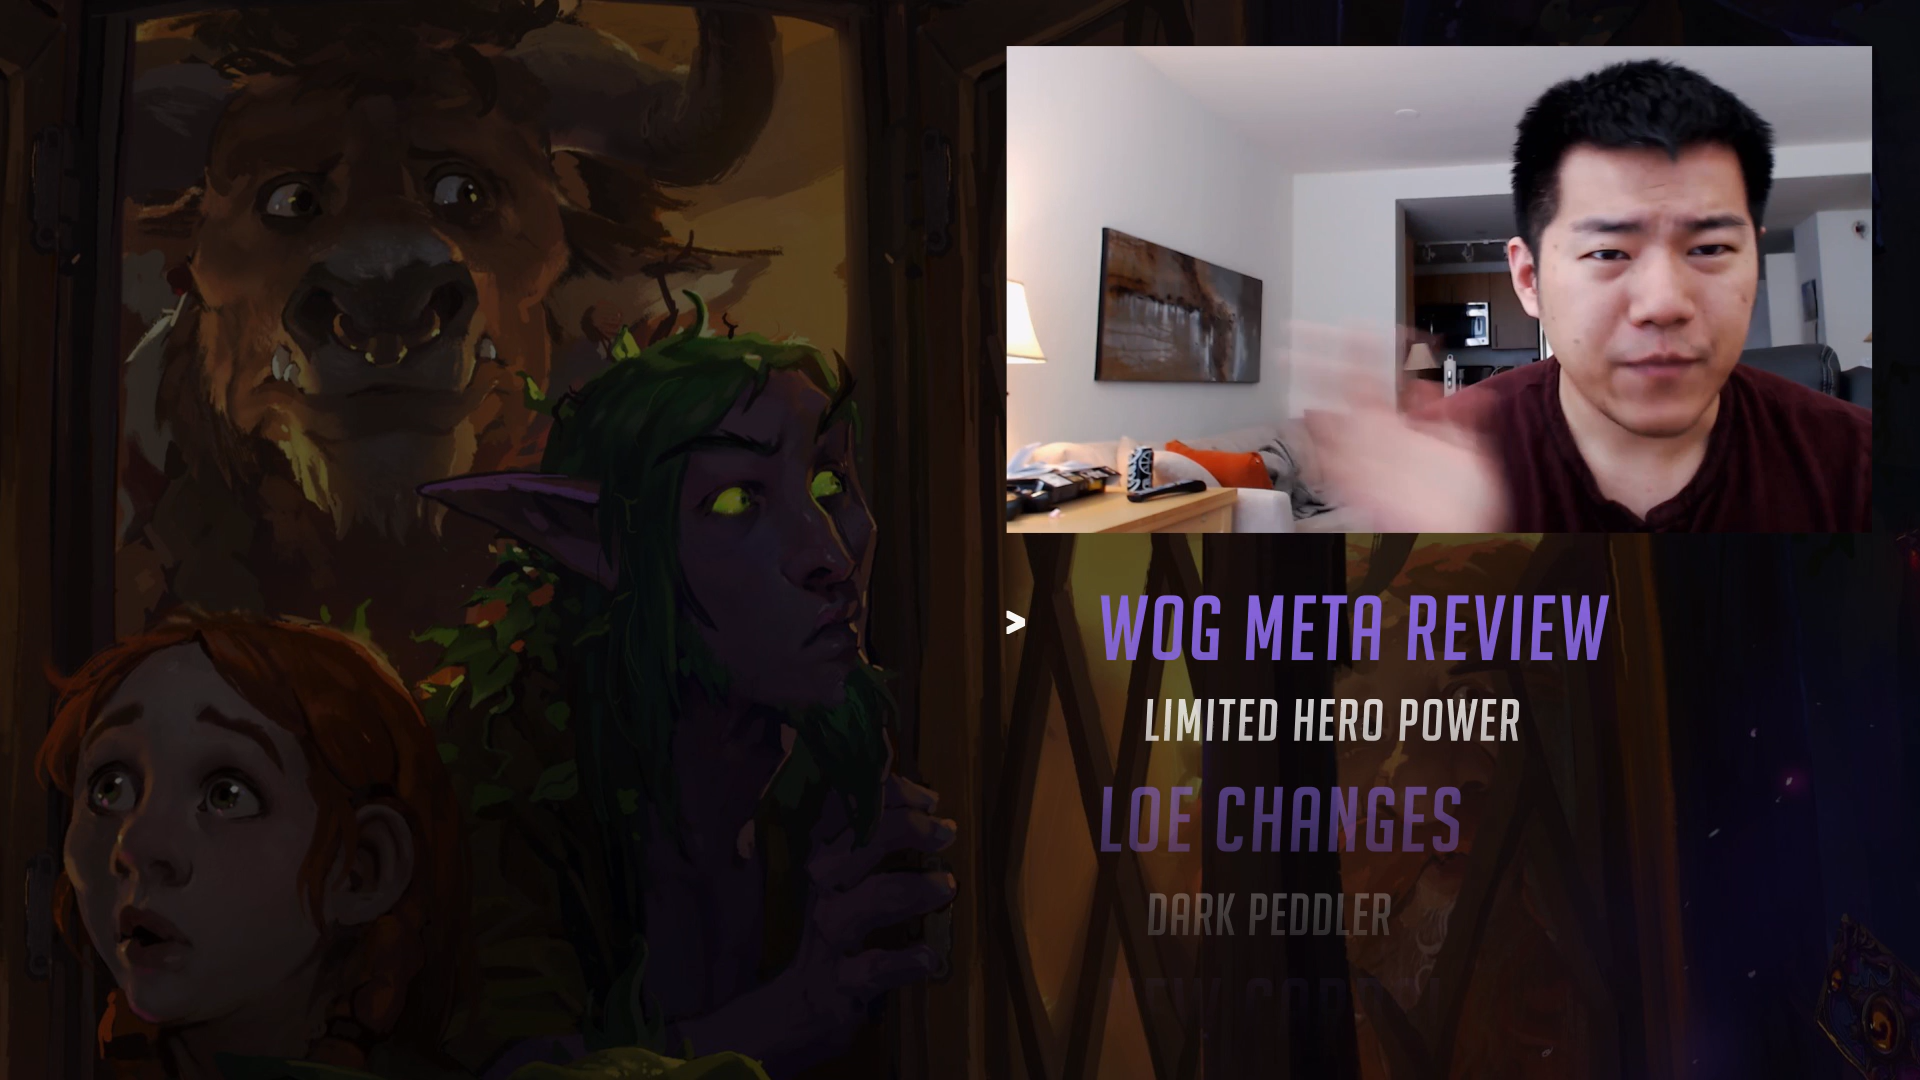 >
WOG META REVIEW
LIMITED HERO POWER
LOE CHANGES
DARK PEDDLER